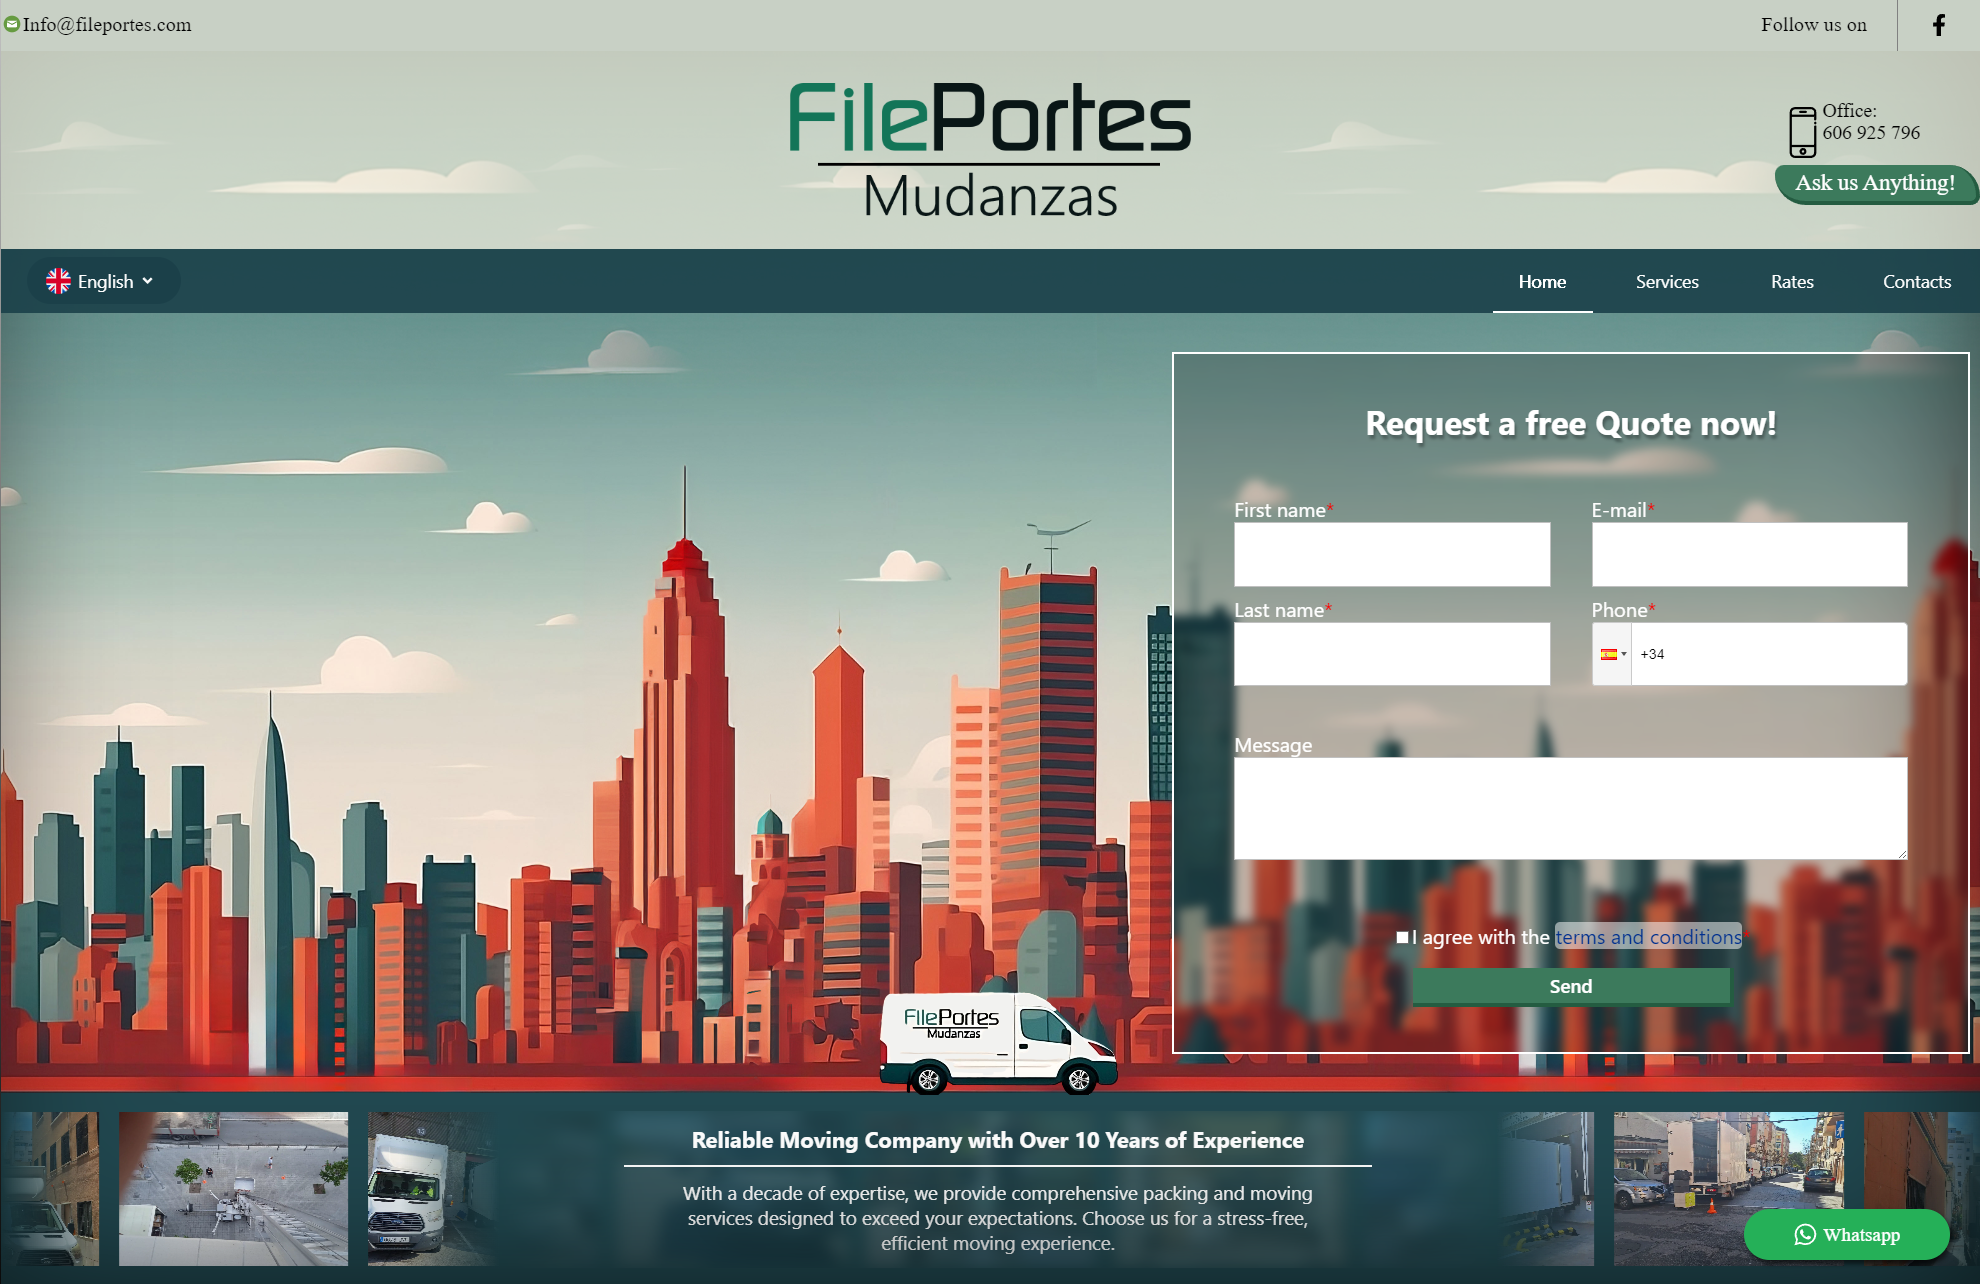 Info@fileportes.com
Follow us on
FilePortes
Mudanzas
Office:
606 925 796
Ask us Anything!
English
Home
Services
Rates
Contacts
Request a free Quote now!
First name*
E-mail*
Last name*
Phone*
+34
Message
I agree with the terms and conditions*
Send
FilePortes
Mudanzas
Reliable Moving Company with Over 10 Years of Experience
With a decade of expertise, we provide comprehensive packing and moving
services designed to exceed your expectations. Choose us for a stress-free,
efficient moving experience.
Whatsapp